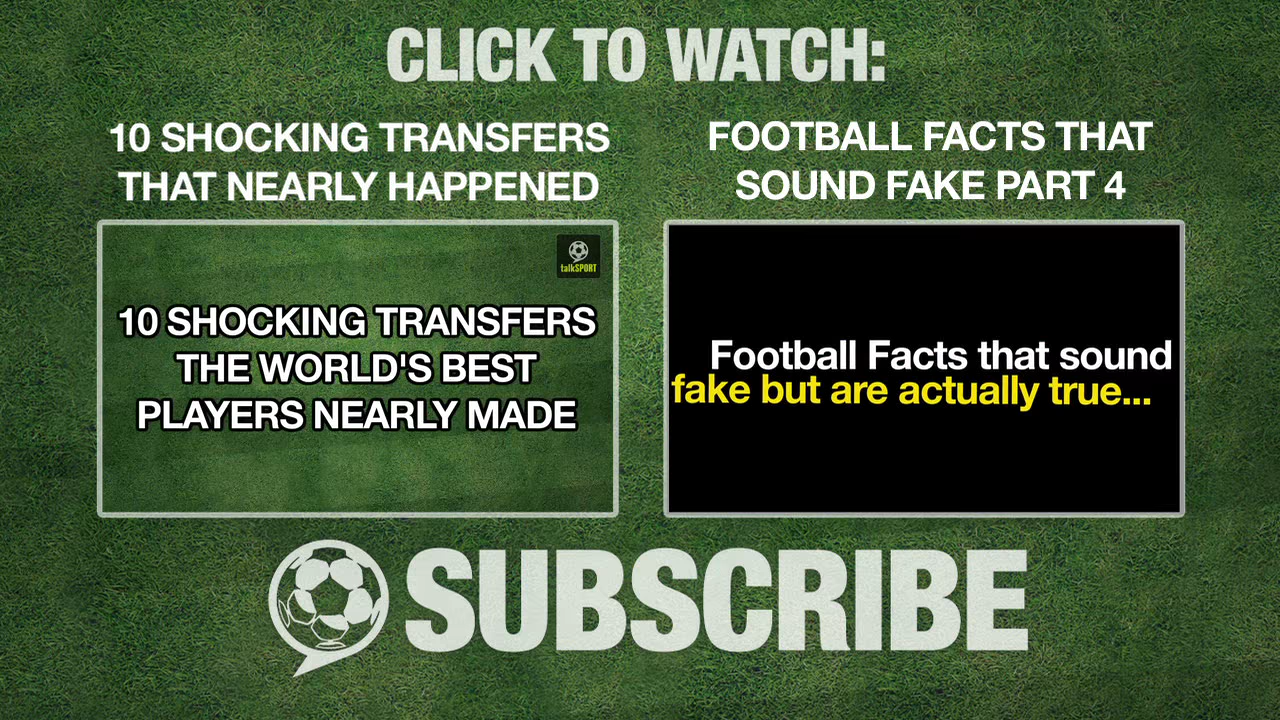 CLICK TO WATCH:
10 SHOCKING TRANSFERS
THAT NEARLY HAPPENED
talkSPORT
10 SHOCKING TRANSFERS
THE WORLD'S BEST
PLAYERS NEARLY MADE
FOOTBALL FACTS THAT
SOUND FAKE PART 4
Football Facts that sound
fake but are actually true...
SUBSCRIBE